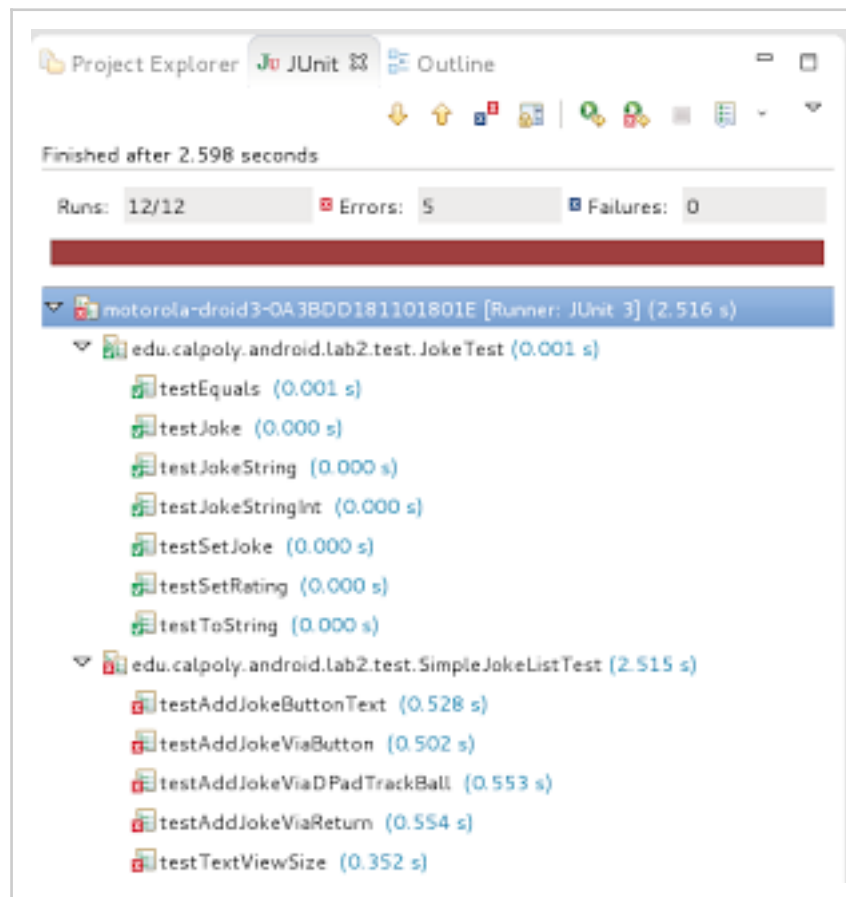 Project Explorer JU JUnit Outline
Finished after 2.598 seconds
Runs: 12/12 Errors: 5 Failures: 0
motorola-droid3-0A3BDD181101801E [Runner: JUnit 3] (2.516 s)
edu.calpoly.android.lab2.test.JokeTest (0.001 s)
testEquals (0.001 s)
testJoke (0.000 s)
testJokeString (0.000 s)
testJokeStringInt (0.000 s)
testSetJoke (0.000 s)
testSetRating (0.000 s)
testToString (0.000 s)
edu.calpoly.android.lab2.test.SimpleJokeListTest (2.515 s)
testAddJokeButtonText (0.528 s)
testAddJokeViaButton (0.502 s)
testAddJokeViaDPadTrackBall (0.553 s)
testAddJokeViaReturn (0.554 s)
testTextViewSize (0.352 s)